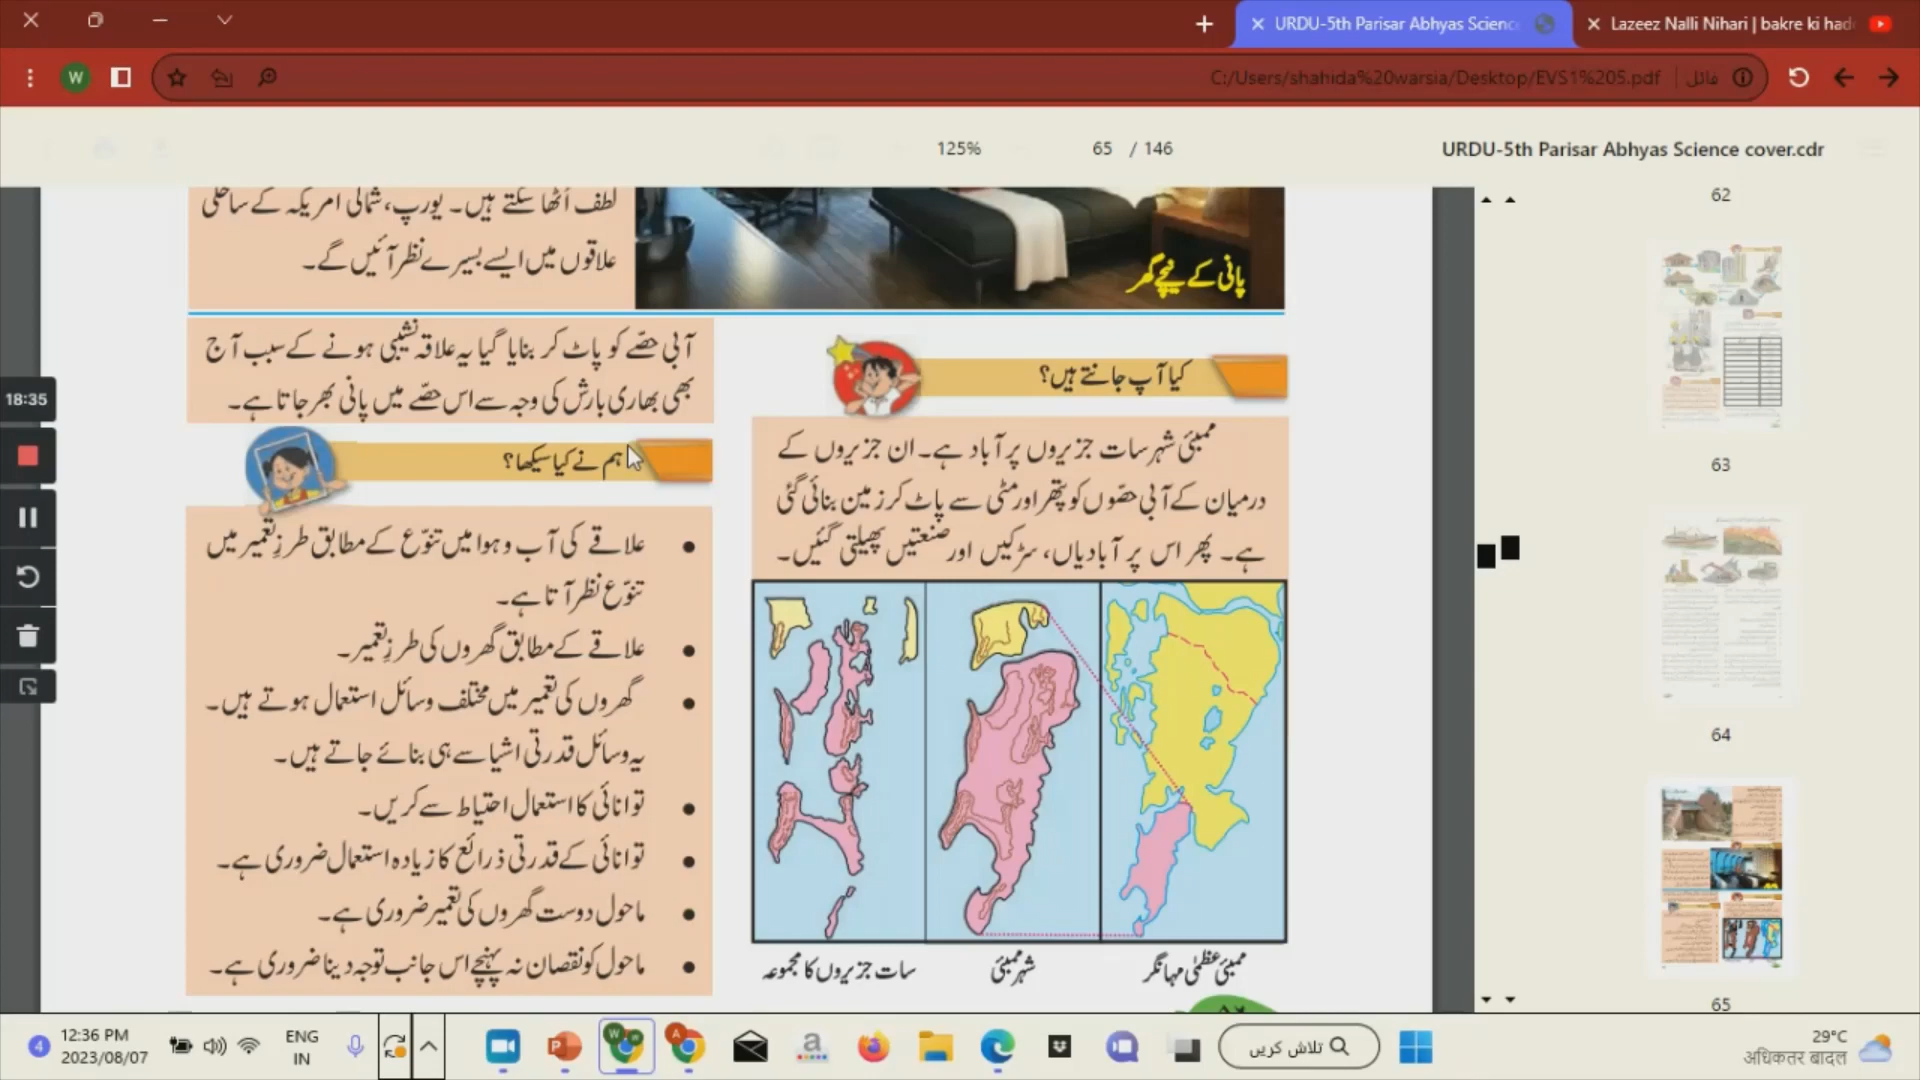 URDU-5th Parisar Abhyas Scienc
Lazeez Nalli Nihari | bakre ki had
W
C:/Users/shahida%20warsia/Desktop/EVS1%205.pdf
فائل
125%
65 / 146
URDU-5th Parisar Abhyas Science cover.cdr
لطف اُٹھا سکتے ہیں۔ یورپ، شمالی امریکہ کے ساحلی
علاقوں میں ایسے بسیرے نظر آئیں گے۔
پانی کے نیچے گھر
کیا آپ جانتے ہیں؟
ممبئی شہر سات جزیروں پر آباد ہے۔ ان جزیروں کے
درمیان کے آبی حصّوں کو پتھر اور مٹی سے پاٹ کر زمین بنائی گئی
ہے۔ پھر اس پر آبادیاں، سڑکیں اور صنعتیں پھیلتی گئیں۔
ممبئی عظمٰی مہانگر
شہر ممبئی
سات جزیروں کا مجموعہ
آبی حصّے کو پاٹ کر بنایا گیا یہ علاقہ نشیبی ہونے کے سبب آج
بھی بھاری بارش کی وجہ سے اس حصّے میں پانی بھر جاتا ہے۔
ہم نے کیا سیکھا؟
• علاقے کی آب و ہوا میں تنوّع کے مطابق طرزِ تعمیر میں
تنوّع نظر آتا ہے۔
• علاقے کے مطابق گھروں کی طرزِ تعمیر۔
• گھروں کی تعمیر میں مختلف وسائل استعمال ہوتے ہیں۔
یہ وسائل قدرتی اشیا سے ہی بنائے جاتے ہیں۔
• توانائی کا استعمال احتیاط سے کریں۔
• توانائی کے قدرتی ذرائع کا زیادہ استعمال ضروری ہے۔
• ماحول دوست گھروں کی تعمیر ضروری ہے۔
• ماحول کو نقصان نہ پہنچے اس جانب توجہ دینا ضروری ہے۔
62
63
64
65
18:35
4
12:36 PM
2023/08/07
ENG
IN
تلاش کریں
29°C
अधिकतर बादल